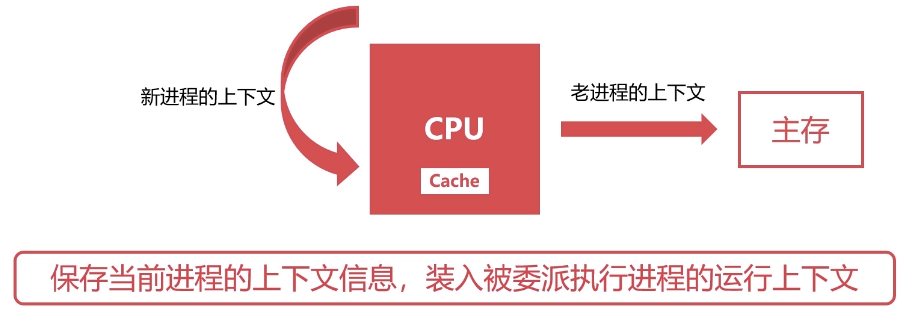 老进程的上下文
新进程的上下文
CPU
主存
Cache
保存当前进程的上下文信息，装入被委派执行进程的运行上下文